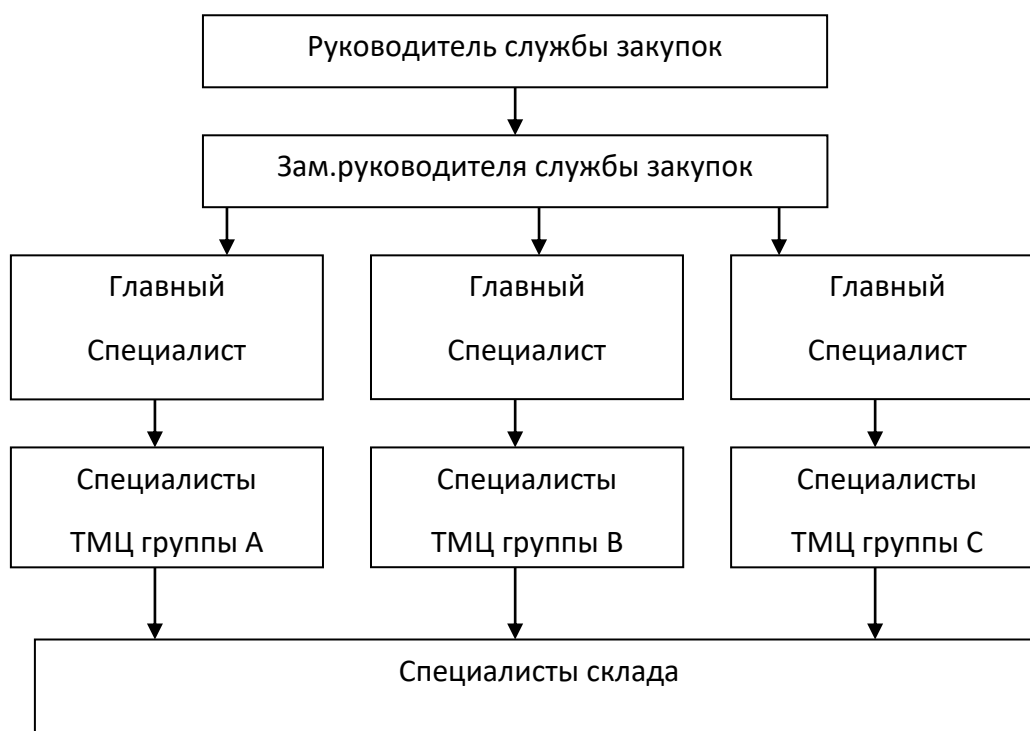 Руководитель службы закупок
Зам.руководителя службы закупок
Главный
Специалист
Главный
Специалист
Главный
Специалист
Специалисты
ТМЦ группы А
Специалисты
ТМЦ группы В
Специалисты
ТМЦ группы С
Специалисты склада